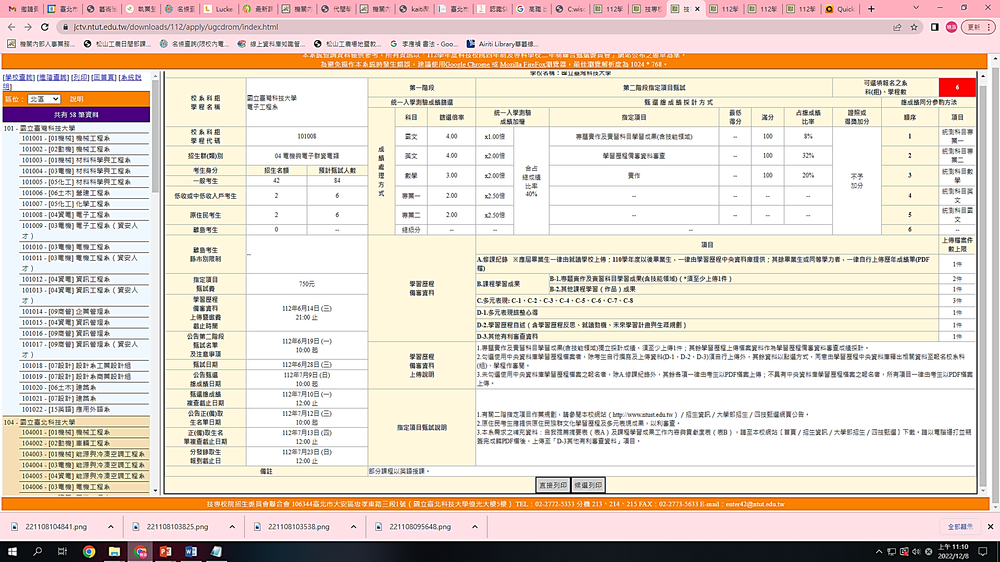 邀請
臺北市
藝術治
執業登
名條查
Lucke
最新課
機關內
代間學
機關內
kaiti問
臺北市
認識SI
高職 
C:wisc
112學
技專校
技
112學
112學
112學
Quick
jctv.ntut.edu.tw/downloads/112/apply/ugcdrom/index.html
更新
機關內部人事業務...
松山工農日間部課...
名條查詢(限校內電...
線上資料庫知識管...
松山工農場地暨教...
李應禎 書法 - Goo...
Airiti Library華藝線...
本系統查詢資料僅供參考，所有資訊以「112學年度科技校院四年制及專科學校二年制聯合甄選委員會」網站公布之簡章為準。
為避免操作本系統時發生錯誤，建議使用Google Chrome 或 Mozilla FireFox瀏覽器，最佳瀏覽解析度為 1024 * 768。
[學校查詢] [進階查詢] [列印] [回首頁] [系統說明]
區位： 北區 說明
共有 58 筆資料
101 - 國立臺灣科技大學
101001 - [01機械] 機械工程系
101002 - [02動機] 機械工程系
101003 - [01機械] 材料科學與工程系
101004 - [03電機] 材料科學與工程系
101005 - [05化工] 材料科學與工程系
101006 - [06土木] 營建工程系
101007 - [05化工] 化學工程系
101008 - [04資電] 電子工程系
101009 - [03電機] 電子工程系（資安人才）
101010 - [03電機] 電機工程系
101011 - [03電機] 電機工程系（資安人才）
101012 - [04資電] 資訊工程系
101013 - [04資電] 資訊工程系（資安人才）
101014 - [09商管] 企業管理系
101015 - [04資電] 資訊管理系
101016 - [09商管] 資訊管理系
101017 - [09商管] 資訊管理系（資安人才）
101018 - [07設計] 設計系工業設計組
101019 - [07設計] 設計系商業設計組
101020 - [06土木] 建築系
101021 - [07設計] 建築系
101022 - [15英語] 應用外語系
104 - 國立臺北科技大學
104001 - [01機械] 機械工程系
104002 - [02動機] 車輛工程系
104003 - [01機械] 能源與冷凍空調工程系
104004 - [03電機] 能源與冷凍空調工程系
104005 - [04資電] 能源與冷凍空調工程系
104006 - [03電機] 電機工程系
學校名稱：國立臺灣科技大學
校系科組學程名稱 國立臺灣科技大學 電子工程系
第一階段 第二階段指定項目甄試 可選填報名之系科(組)、學程數 6
統一入學測驗成績篩選 甄選總成績採計方式 總成績同分參酌方法
成績處理方式
科目 篩選倍率 統一入學測驗成績加權 指定項目 最低得分 滿分 占總成績比率 證照或得獎加分 順序 項目
校系科組學程代碼 101008 國文 4.00 x1.00倍 專題實作及實習科目學習成果(含技能領域) -- 100 8% 1 統測科目專業一
招生群(類)別 04 電機與電子群資電類 英文 4.00 x2.00倍 學習歷程備審資料審查 -- 100 32% 2 統測科目專業二
考生身分 招生名額 預計甄試人數
數學 3.00 x2.00倍 合占總成績比率40% 實作 -- 100 20% 不予加分 3 統測科目數學
一般考生 42 84
低收或中低收入戶考生 2 6 專業一 2.00 x2.50倍 -- -- -- -- 4 統測科目英文
原住民考生 2 6 專業二 2.00 x2.50倍 -- -- -- -- 5 統測科目國文
離島考生 0 -- 總級分 -- -- -- 6 --
離島考生縣市別限制 --
學習歷程備審資料
項目 上傳檔案件數上限
A.修課紀錄 ※應屆畢業生一律由就讀學校上傳；110學年度以後畢業生，一律由學習歷程中央資料庫提供；其餘畢業生或同等學力者，一律自行上傳歷年成績單(PDF檔) 1件
B.課程學習成果 B-1.專題實作及實習科目學習成果(含技能領域)（*須至少上傳1件） 2件
B-2.其他課程學習（作品）成果 1件
C.多元表現: C-1、C-2、C-3、C-4、C-5、C-6、C-7、C-8 3件
D-1.多元表現綜整心得 1件
D-2.學習歷程自述（含學習歷程反思、就讀動機、未來學習計畫與生涯規劃） 1件
D-3.其他有利審查資料 1件
指定項目甄試費 750元
學習歷程備審資料上傳暨繳費截止時間 112年6月14日 (三) 21:00 止
公告第二階段甄試名單及注意事項 112年6月19日 (一) 10:00 起
甄試日期 112年6月28日 (三)
公告甄選總成績日期 112年7月9日 (日) 10:00 起
甄選總成績複查截止日期 112年7月10日 (一) 12:00 止
公告正(備)取生名單日期 112年7月12日 (三) 10:00 起
正(備)取生名單複查截止日期 112年7月13日 (四) 12:00 止
分發錄取生報到截止日 112年7月23日 (日) 12:00 止
學習歷程備審資料上傳說明
1.專題實作及實習科目學習成果(含技能領域)獨立採計成績，須至少上傳1件；其餘學習歷程上傳檔案資料作為學習歷程備審資料審查成績採計。
2.勾選使用中央資料庫學習歷程檔案者，除考生自行撰寫及上傳資料(D-1，D-2，D-3)須自行上傳外，其餘資料以點選方式，同意由學習歷程中央資料庫釋出相關資料至報名校系科(組)、學程作審閱。
3.未勾選使用中央資料庫學習歷程檔案之報名者，除A.修課紀錄外，其餘各項一律由考生以PDF檔案上傳；不具有中央資料庫學習歷程檔案之報名者，所有項目一律由考生以PDF檔案上傳。
指定項目甄試說明
1.有關二階指定項目作業規劃，請參閱本校網站（http://www.ntust.edu.tw）/ 招生資訊 / 大學部招生 / 四技甄選網頁公告。
2.原住民考生應提供原住民族群文化學習歷程及多元表現成果，以利審查。
3.本系需求之補充資料：自我推薦摘要表（表A）及課程學習成果工作內容與貢獻度表（表B），請至本校網站〔首頁 / 招生資訊 / 大學部招生 / 四技甄選〕下載。請以電腦繕打並親簽完成轉PDF檔後，上傳至「D-3其他有利審查資料」項目。
備註 部分課程以英語授課。
直接列印 候選列印
技專校院招生委員會聯合會 106344臺北市大安區忠孝東路三段1號（國立臺北科技大學億光大樓5樓） TEL：02-2772-5333 分機 213、214、215 FAX：02-2773-5633 E-mail：enter42@ntut.edu.tw
221108104841.png
221108103825.png
221108103538.png
221108095648.png
全部顯示
上午 11:10
2022/12/8